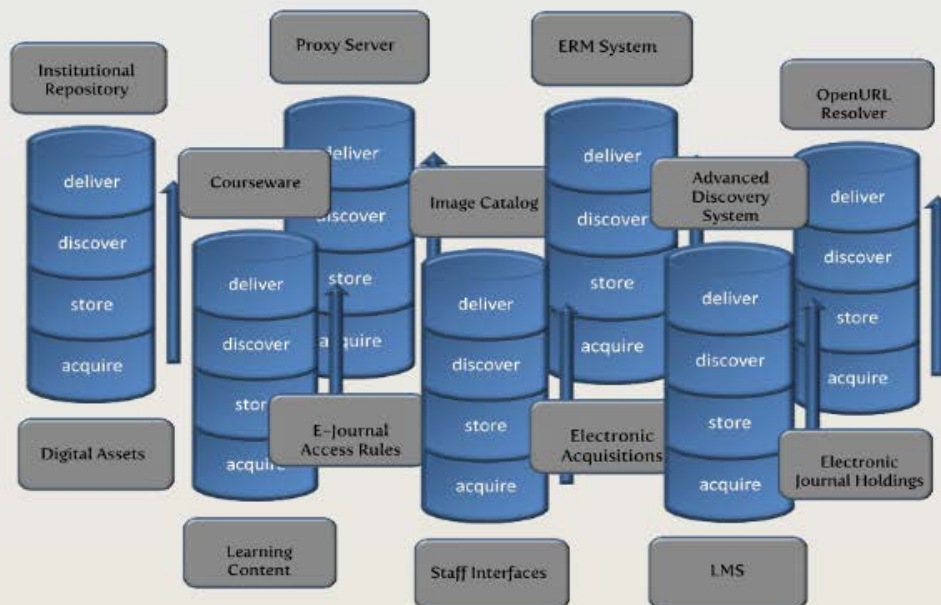 Proxy Server
ERM System
Institutional
Repository
OpenURL
Resolver
deliver
discover
store
acquire
Courseware
deliver
discover
store
acquire
Image Catalog
deliver
discover
store
acquire
Advanced
Discovery
System
deliver
discover
store
acquire
deliver
discover
store
acquire
deliver
discover
store
acquire
deliver
discover
store
acquire
Digital Assets
E-Journal
Access Rules
Electronic
Acquisitions
Electronic
Journal Holdings
Learning
Content
Staff Interfaces
LMS